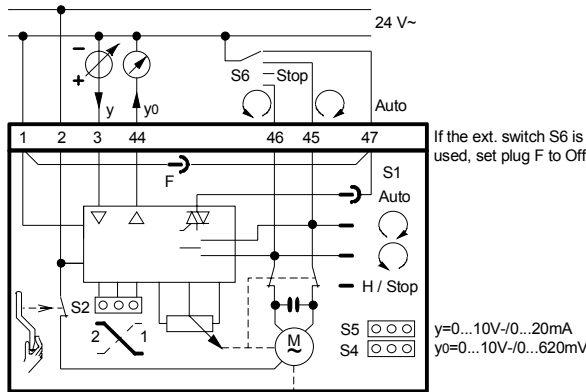 24 V~
− +
y y0
S6 Stop
Auto
1 2 3 44 46 45 47
If the ext. switch S6 is
used, set plug F to Off
F
S1
Auto
H / Stop
S2
2 1
M
~
S5 y=0...10V-/0...20mA
S4 y0=0...10V-/0...620mV